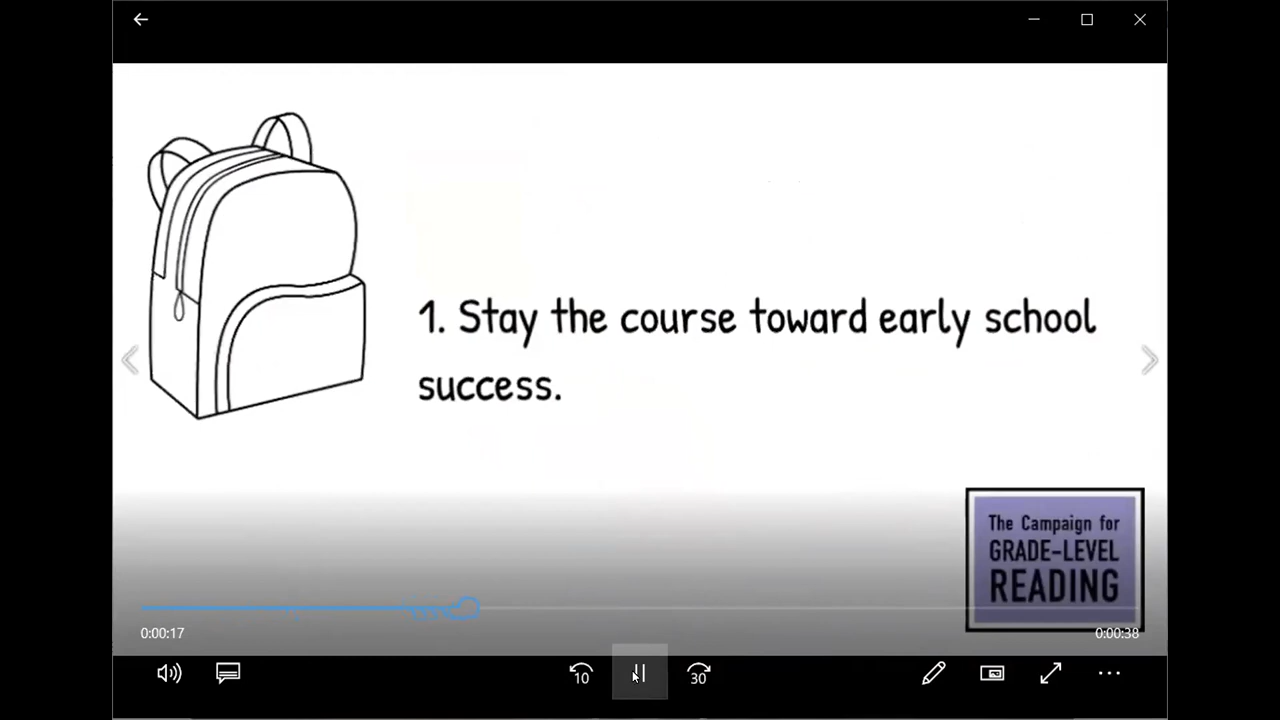 1. Stay the course toward early school
success.
The Campaign for
GRADE-LEVEL
READING
0:00:17
0:00:38
10
30